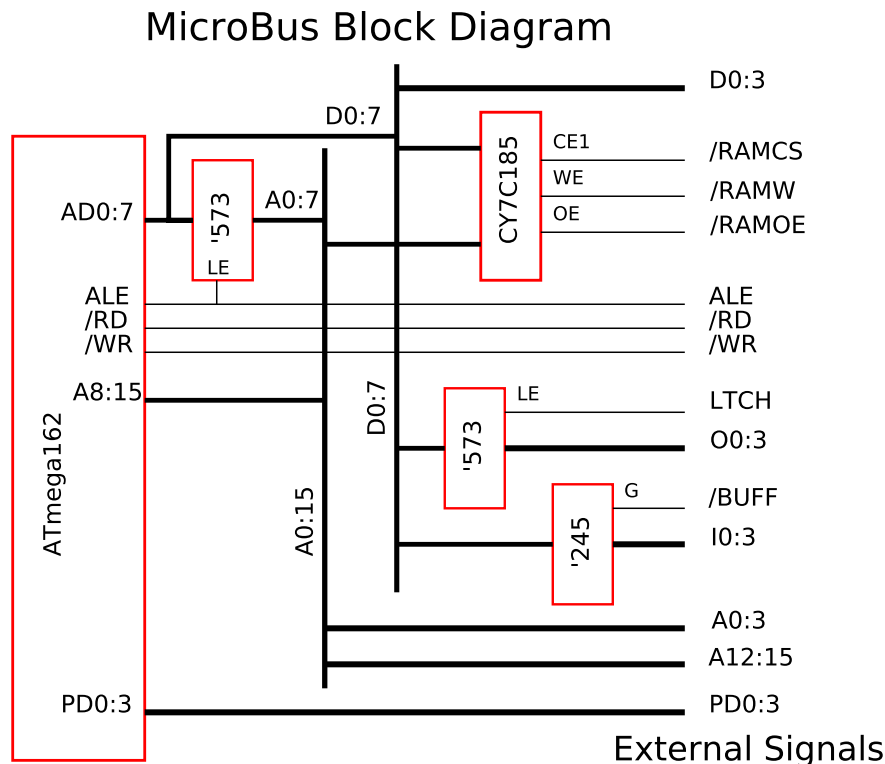 MicroBus Block Diagram
D0:7
D0:3
CE1
/RAMCS
WE
/RAMW
OE
/RAMOE
CY7C185
AD0:7
'573
A0:7
LE
ALE
ALE
/RD
/RD
/WR
/WR
A8:15
D0:7
LE
LTCH
'573
O0:3
ATmega162
A0:15
G
/BUFF
'245
I0:3
A0:3
A12:15
PD0:3
PD0:3
External Signals